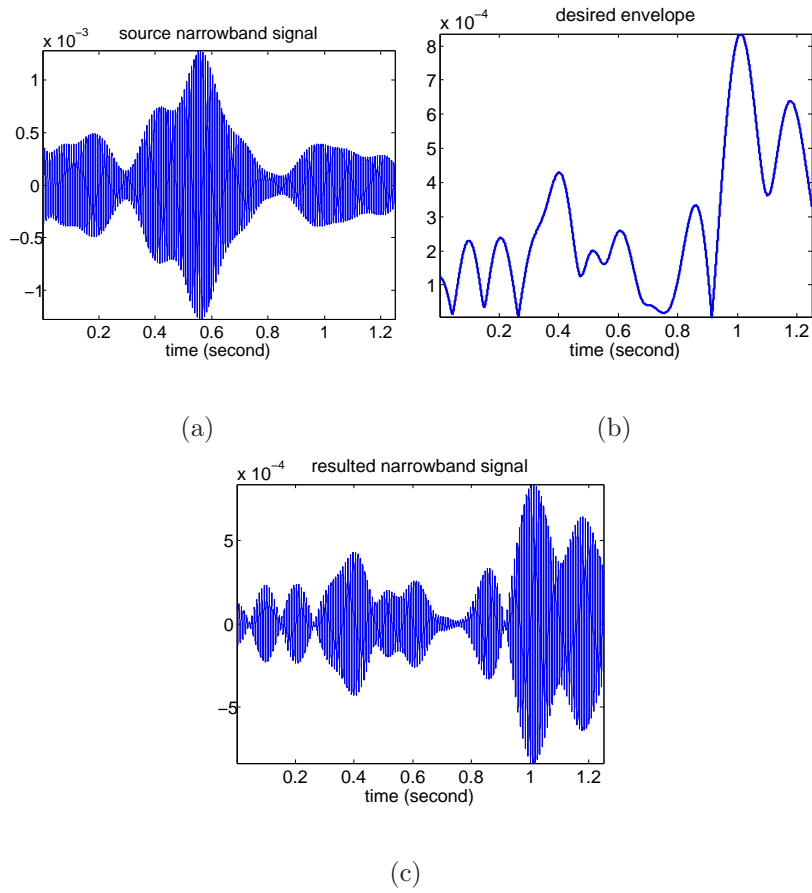 source narrowband signal
x 10⁻³
1
0.5
0
−0.5
−1
0.2 0.4 0.6 0.8 1 1.2
time (second)
(a)
desired envelope
x 10⁻⁴
8
7
6
5
4
3
2
1
0.2 0.4 0.6 0.8 1 1.2
time (second)
(b)
resulted narrowband signal
x 10⁻⁴
5
0
−5
0.2 0.4 0.6 0.8 1 1.2
time (second)
(c)